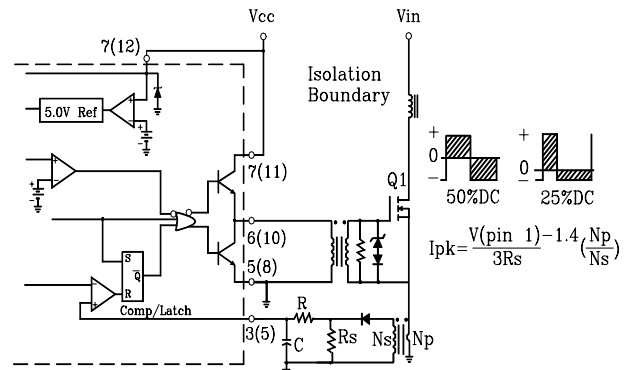 Vcc
Vin
7(12)
Isolation
Boundary
5.0V Ref
+
-
+
-
7(11)
Q1
+
0
-
50%DC
+
0
-
25%DC
+
-
+
-
6(10)
5(8)
Ipk= V(pin 1)-1.4 / 3Rs (Np / Ns)
S
Q
R
-
+
Comp/Latch
3(5)
R
C
Rs
Ns
Np